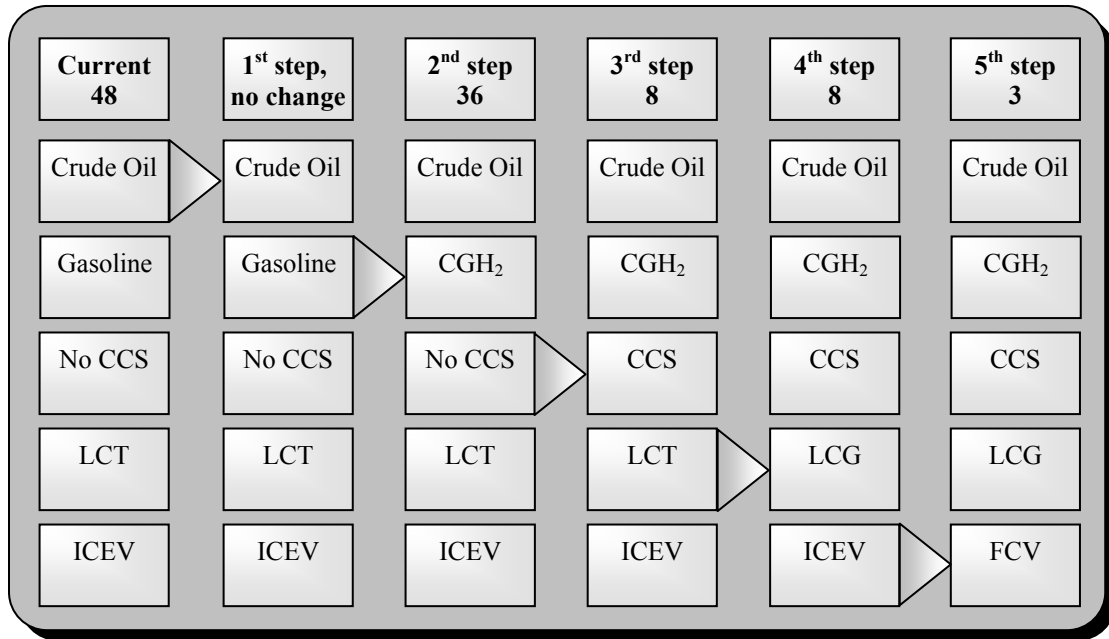 Current
48
1st step,
no change
2nd step
36
3rd step
8
4th step
8
5th step
3
Crude Oil
Crude Oil
Crude Oil
Crude Oil
Crude Oil
Crude Oil
Gasoline
Gasoline
CGH₂
CGH₂
CGH₂
CGH₂
No CCS
No CCS
No CCS
CCS
CCS
CCS
LCT
LCT
LCT
LCT
LCG
LCG
ICEV
ICEV
ICEV
ICEV
ICEV
FCV